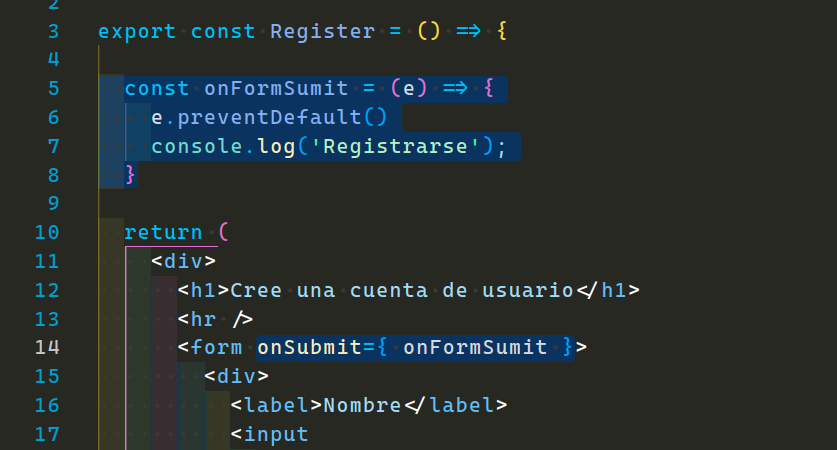 2
3 export const Register = () => {
4
5 const onFormSumit = (e) => {
6 e.preventDefault()
7 console.log('Registrarse');
8 }
9
10 return (
11 <div>
12 <h1>Cree una cuenta de usuario</h1>
13 <hr />
14 <form onSubmit={ onFormSumit }>
15 <div>
16 <label>Nombre</label>
17 <input